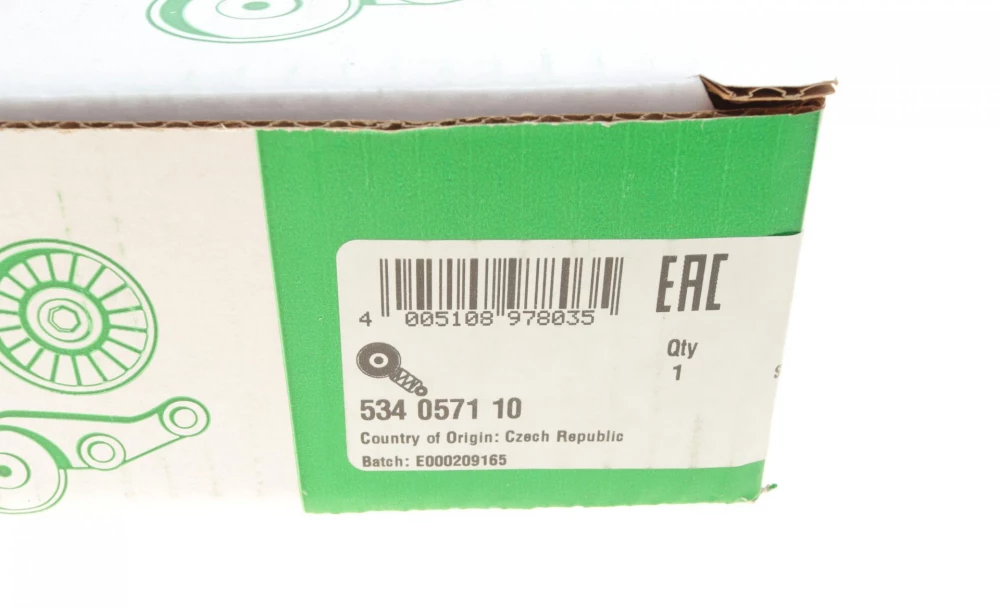 EAC
4 005108 978035
Qty
1
534 0571 10
Country of Origin: Czech Republic
Batch: E000209165